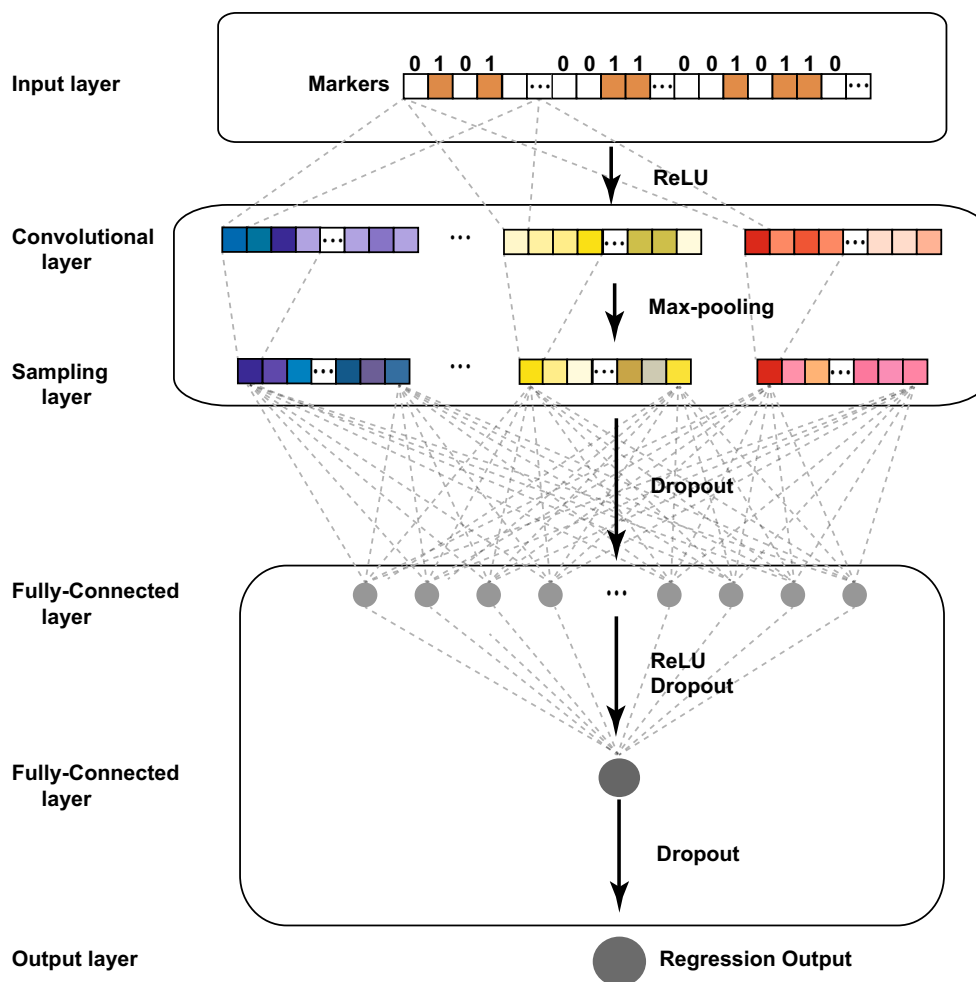 0 1 0 1 0 0 1 1 0 0 1 0 1 1 0
Input layer
Markers
... ... ...
ReLU
Convolutional
layer
... ... ... ...
Max-pooling
Sampling
layer
... ... ... ...
Dropout
Fully-Connected
layer
...
ReLU
Dropout
Fully-Connected
layer
Dropout
Output layer
Regression Output